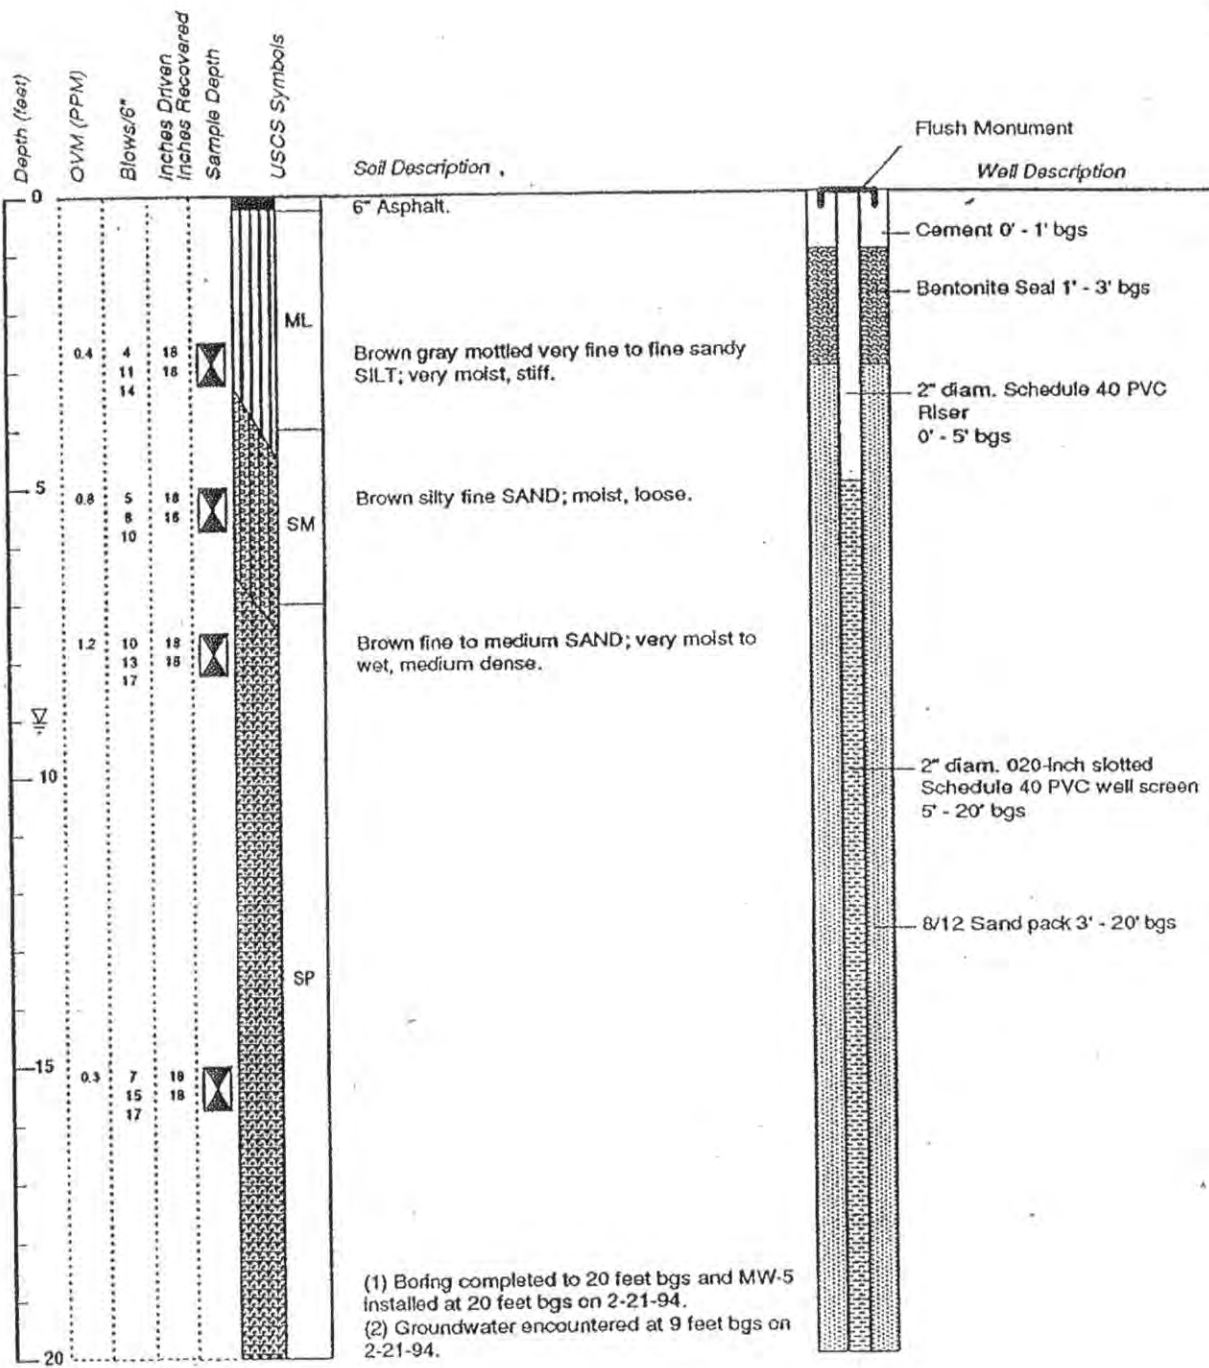 Depth (feet)
OVM (PPM)
Blows/6"
Inches Driven
Inches Recovered
Sample Depth
USCS Symbols
Soil Description
Flush Monument
Well Description
0
6" Asphalt.
Cement 0' - 1' bgs
Bentonite Seal 1' - 3' bgs
ML
0.4 4 18
11 18
14
Brown gray mottled very fine to fine sandy
SILT; very moist, stiff.
2" diam. Schedule 40 PVC
Riser
0' - 5' bgs
5
0.8 5 18
8 16
10
SM
Brown silty fine SAND; moist, loose.
1.2 10 18
13 18
17
Brown fine to medium SAND; very moist to
wet, medium dense.
10
2" diam. 020-Inch slotted
Schedule 40 PVC well screen
5' - 20' bgs
8/12 Sand pack 3' - 20' bgs
SP
15
0.3 7 18
15 18
17
(1) Boring completed to 20 feet bgs and MW-5
installed at 20 feet bgs on 2-21-94.
(2) Groundwater encountered at 9 feet bgs on
2-21-94.
20